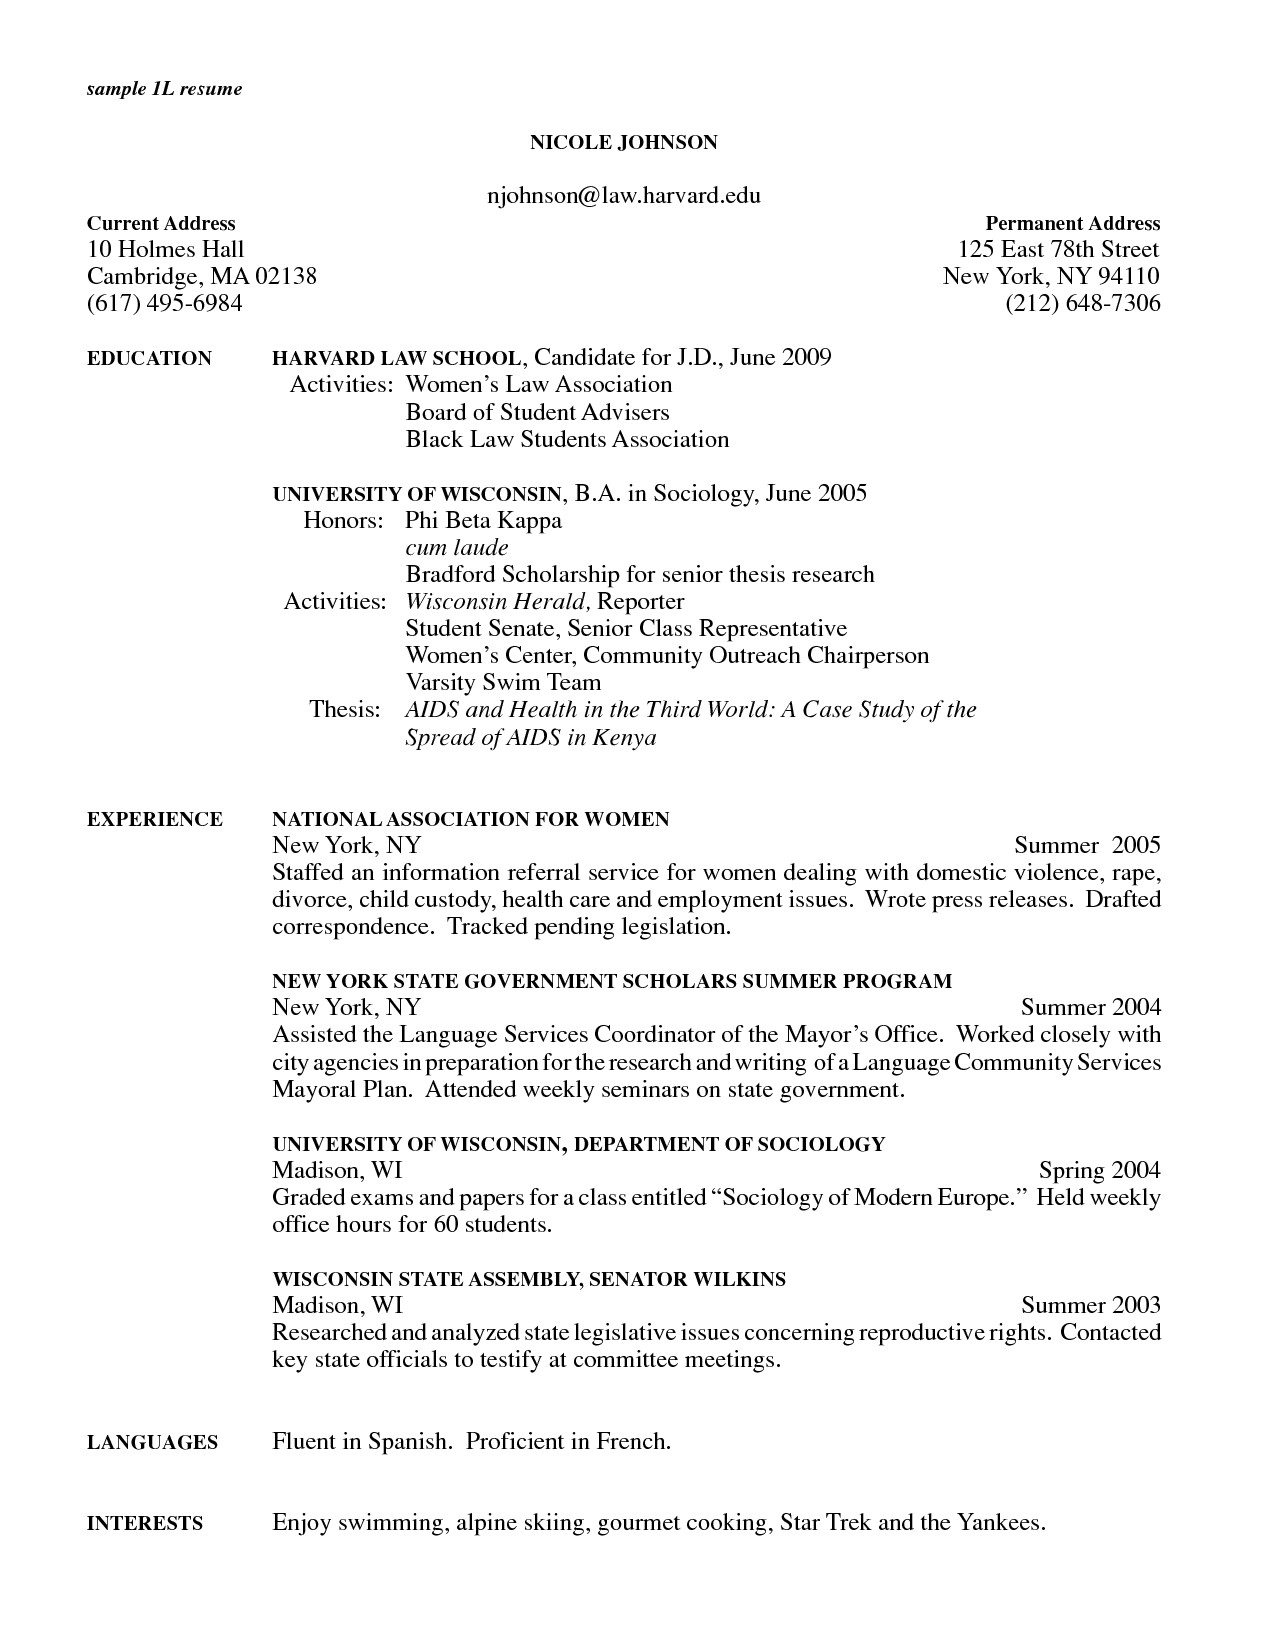 sample 1L resume
NICOLE JOHNSON
njohnson@law.harvard.edu
Current Address Permanent Address
10 Holmes Hall 125 East 78th Street
Cambridge, MA 02138 New York, NY 94110
(617) 495-6984 (212) 648-7306
EDUCATION HARVARD LAW SCHOOL, Candidate for J.D., June 2009
Activities: Women’s Law Association
Board of Student Advisers
Black Law Students Association
UNIVERSITY OF WISCONSIN, B.A. in Sociology, June 2005
Honors: Phi Beta Kappa
cum laude
Bradford Scholarship for senior thesis research
Activities: Wisconsin Herald, Reporter
Student Senate, Senior Class Representative
Women’s Center, Community Outreach Chairperson
Varsity Swim Team
Thesis: AIDS and Health in the Third World: A Case Study of the
Spread of AIDS in Kenya
EXPERIENCE NATIONAL ASSOCIATION FOR WOMEN
New York, NY Summer 2005
Staffed an information referral service for women dealing with domestic violence, rape,
divorce, child custody, health care and employment issues. Wrote press releases. Drafted
correspondence. Tracked pending legislation.
NEW YORK STATE GOVERNMENT SCHOLARS SUMMER PROGRAM
New York, NY Summer 2004
Assisted the Language Services Coordinator of the Mayor’s Office. Worked closely with
city agencies in preparation for the research and writing of a Language Community Services
Mayoral Plan. Attended weekly seminars on state government.
UNIVERSITY OF WISCONSIN, DEPARTMENT OF SOCIOLOGY
Madison, WI Spring 2004
Graded exams and papers for a class entitled “Sociology of Modern Europe.” Held weekly
office hours for 60 students.
WISCONSIN STATE ASSEMBLY, SENATOR WILKINS
Madison, WI Summer 2003
Researched and analyzed state legislative issues concerning reproductive rights. Contacted
key state officials to testify at committee meetings.
LANGUAGES Fluent in Spanish. Proficient in French.
INTERESTS Enjoy swimming, alpine skiing, gourmet cooking, Star Trek and the Yankees.